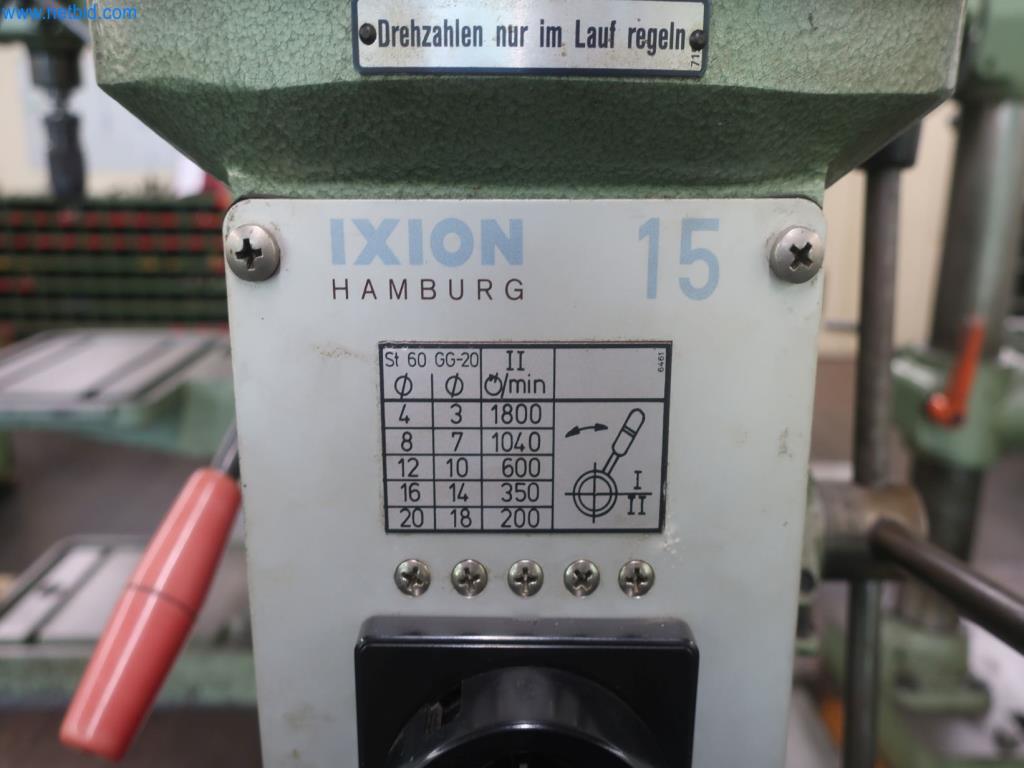 www.netbid.com
Drehzahlen nur im Lauf regeln
71
IXION 15
HAMBURG
St 60 GG-20 II
Ø Ø /min
6461
4 3 1800
8 7 1040
12 10 600
16 14 350
20 18 200
I
II